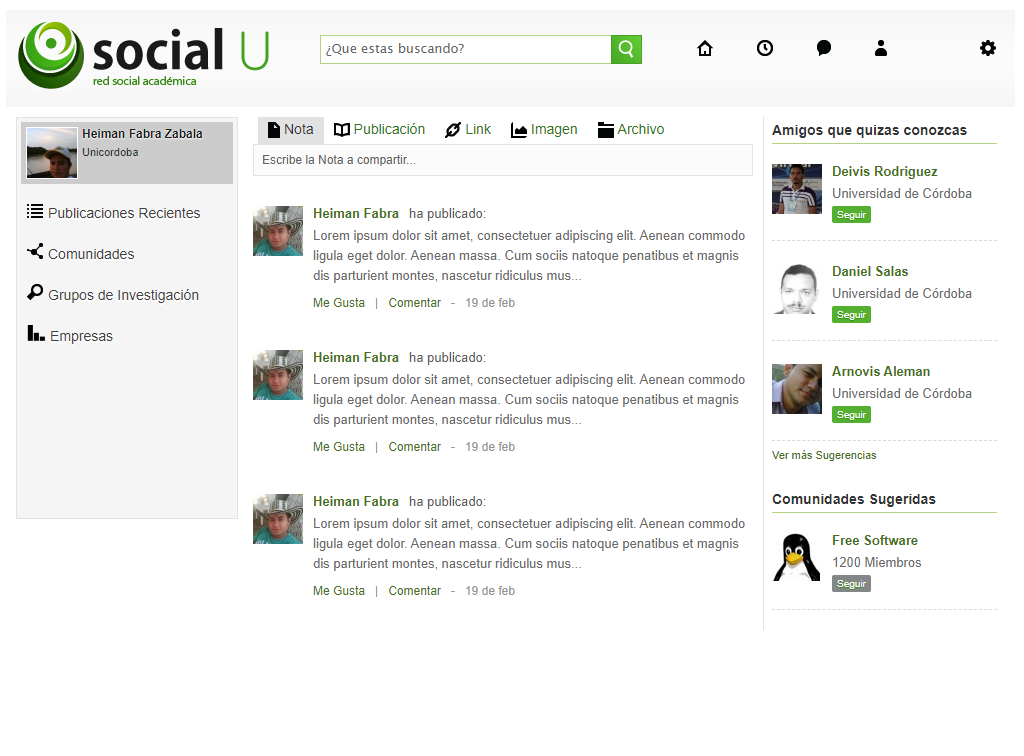 social U
red social académica
¿Que estas buscando?
Heiman Fabra Zabala
Unicordoba
Publicaciones Recientes
Comunidades
Grupos de Investigación
Empresas
Nota Publicación Link Imagen Archivo
Escribe la Nota a compartir...
Heiman Fabra ha publicado:
Lorem ipsum dolor sit amet, consectetuer adipiscing elit. Aenean commodo
ligula eget dolor. Aenean massa. Cum sociis natoque penatibus et magnis
dis parturient montes, nascetur ridiculus mus...
Me Gusta | Comentar - 19 de feb
Heiman Fabra ha publicado:
Lorem ipsum dolor sit amet, consectetuer adipiscing elit. Aenean commodo
ligula eget dolor. Aenean massa. Cum sociis natoque penatibus et magnis
dis parturient montes, nascetur ridiculus mus...
Me Gusta | Comentar - 19 de feb
Heiman Fabra ha publicado:
Lorem ipsum dolor sit amet, consectetuer adipiscing elit. Aenean commodo
ligula eget dolor. Aenean massa. Cum sociis natoque penatibus et magnis
dis parturient montes, nascetur ridiculus mus...
Me Gusta | Comentar - 19 de feb
Amigos que quizas conozcas
Deivis Rodriguez
Universidad de Córdoba
Seguir
Daniel Salas
Universidad de Córdoba
Seguir
Arnovis Aleman
Universidad de Córdoba
Seguir
Ver más Sugerencias
Comunidades Sugeridas
Free Software
1200 Miembros
Seguir